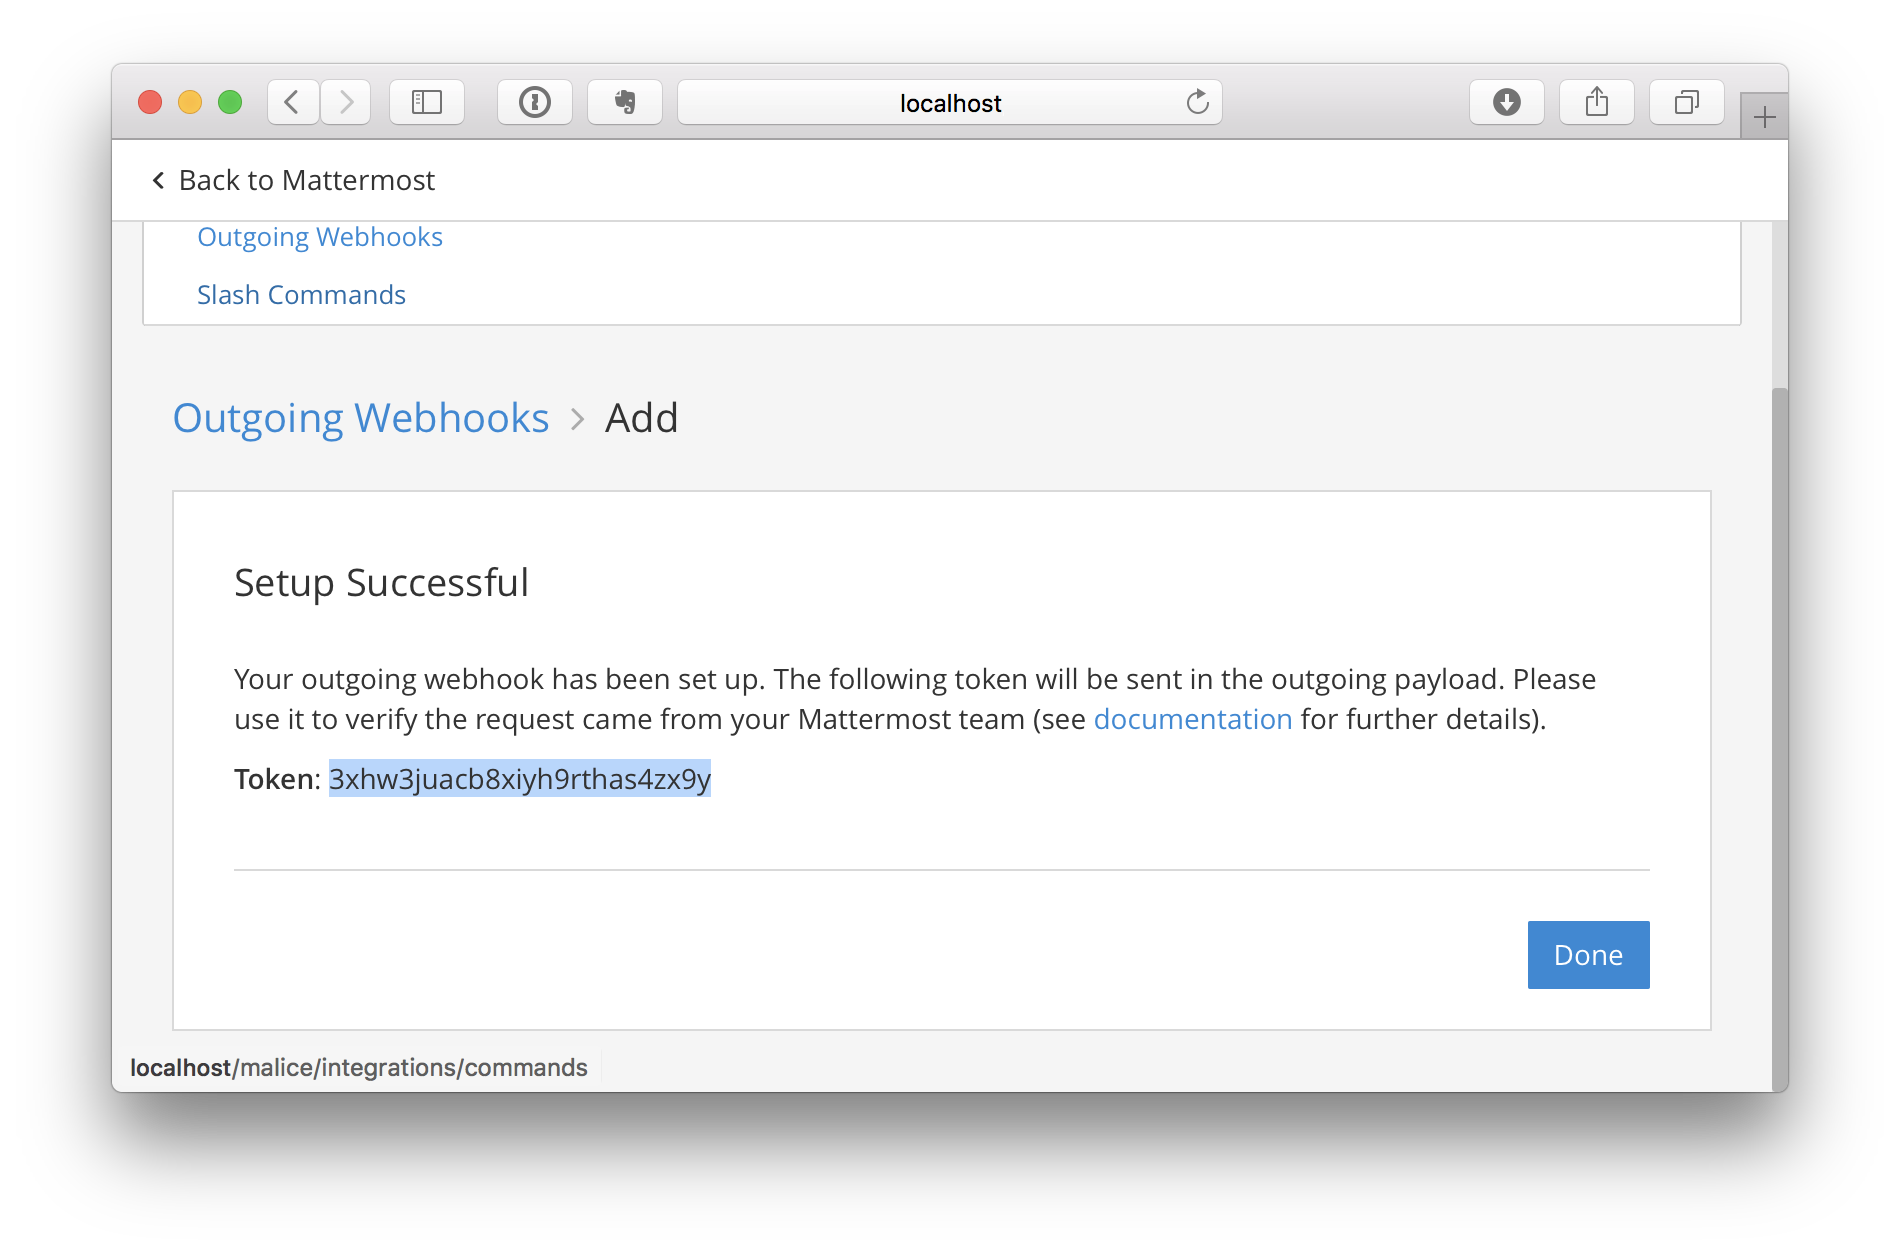 localhost
Back to Mattermost
Outgoing Webhooks
Slash Commands
Outgoing Webhooks > Add
Setup Successful
Your outgoing webhook has been set up. The following token will be sent in the outgoing payload. Please
use it to verify the request came from your Mattermost team (see documentation for further details).
Token: 3xhw3juacb8xiyh9rthas4zx9y
Done
localhost/malice/integrations/commands